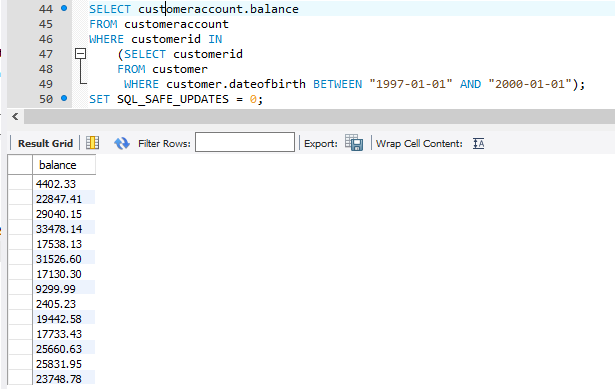 44 SELECT customeraccount.balance
45 FROM customeraccount
46 WHERE customerid IN
47 (SELECT customerid
48 FROM customer
49 WHERE customer.dateofbirth BETWEEN "1997-01-01" AND "2000-01-01");
50 SET SQL_SAFE_UPDATES = 0;
Result Grid Filter Rows: Export: Wrap Cell Content: IA
balance
4402.33
22847.41
29040.15
33478.14
17538.13
31526.60
17130.30
9299.99
2405.23
19442.58
17733.43
25660.63
25831.95
23748.78